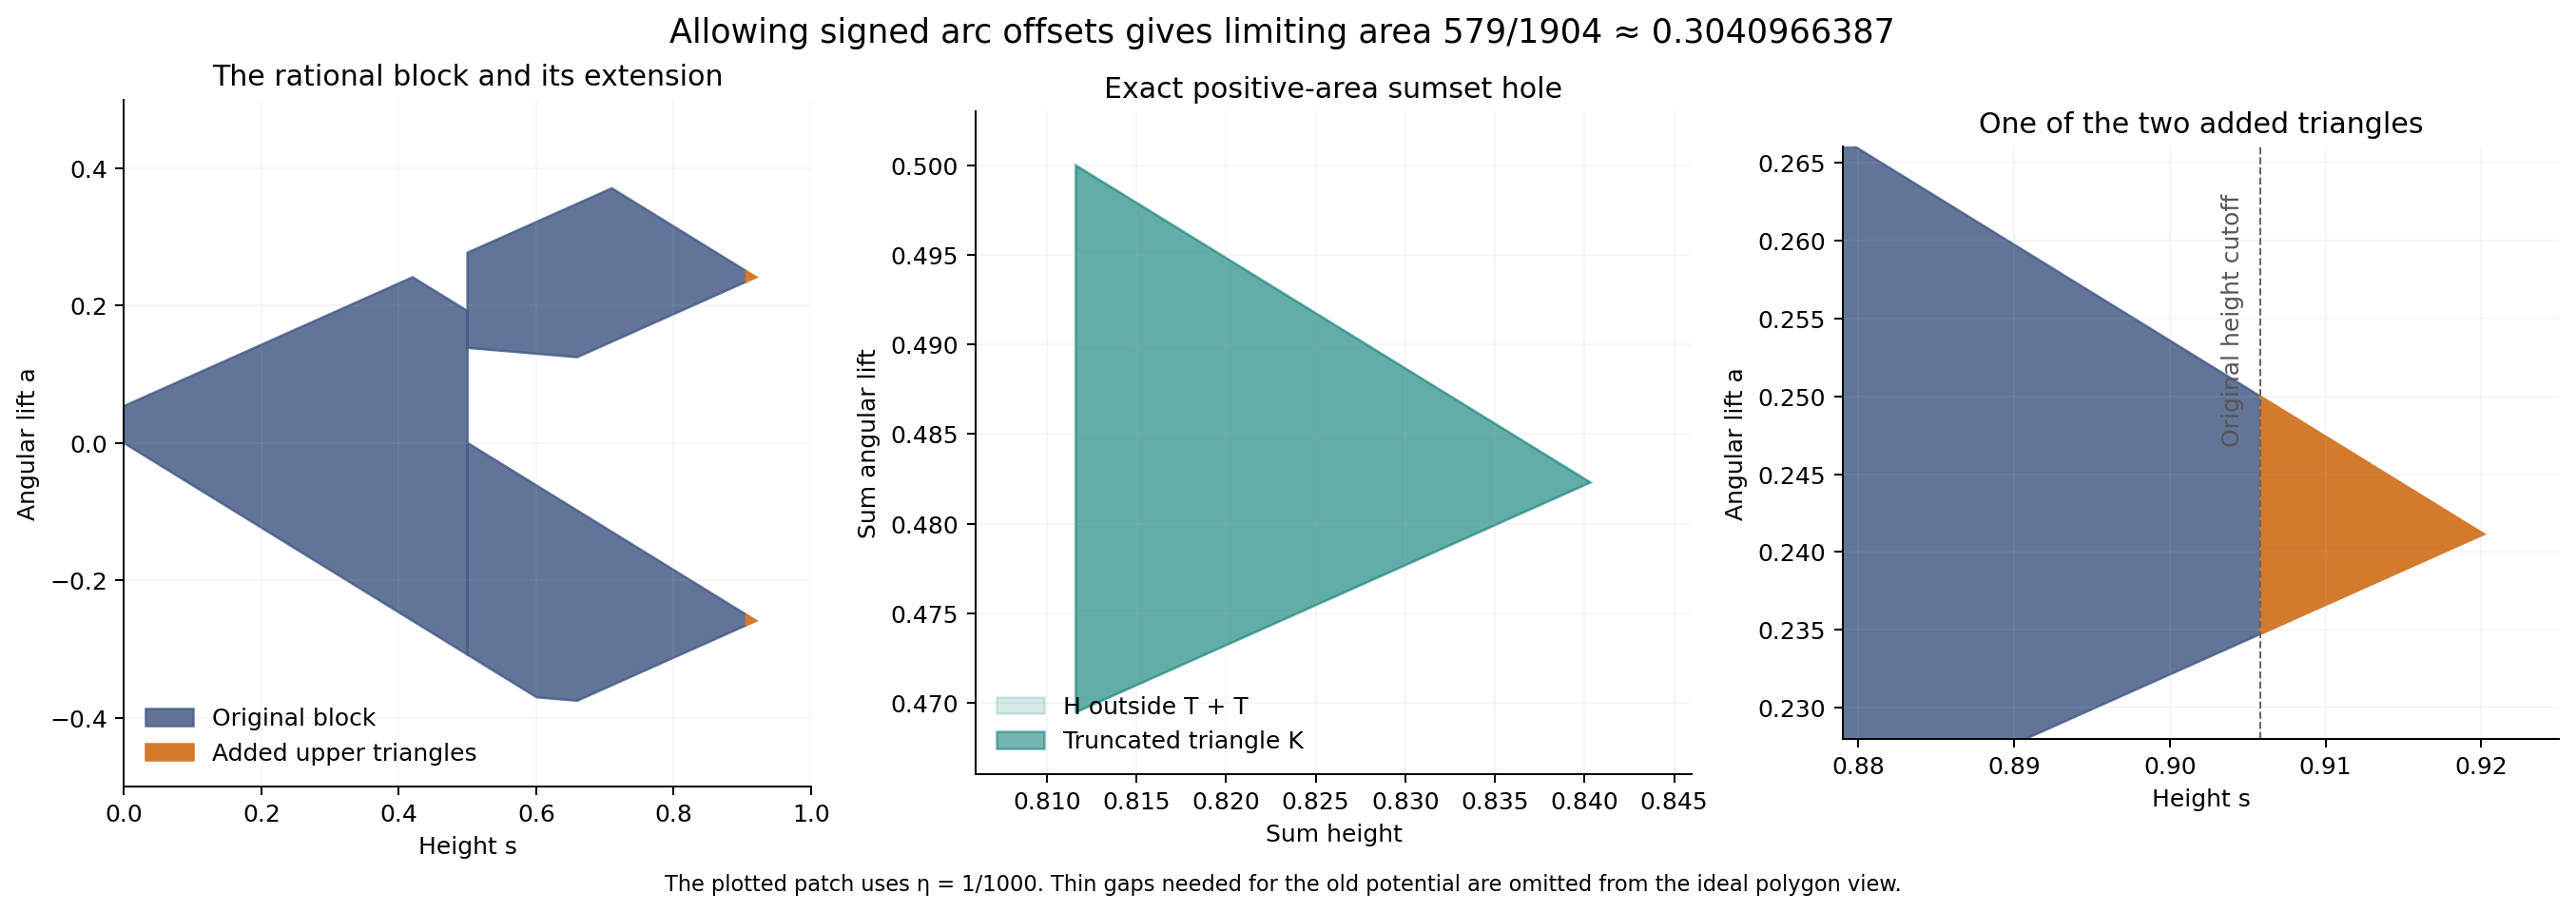 Allowing signed arc offsets gives limiting area 579/1904 ≈ 0.3040966387
The rational block and its extension
Angular lift a
0.4
0.2
0.0
−0.2
−0.4
Original block
Added upper triangles
0.0 0.2 0.4 0.6 0.8 1.0
Height s
Exact positive-area sumset hole
Sum angular lift
0.500
0.495
0.490
0.485
0.480
0.475
0.470
H outside T + T
Truncated triangle K
0.810 0.815 0.820 0.825 0.830 0.835 0.840 0.845
Sum height
One of the two added triangles
Angular lift a
0.265
0.260
0.255
0.250
0.245
0.240
0.235
0.230
Original height cutoff
0.88 0.89 0.90 0.91 0.92
Height s
The plotted patch uses η = 1/1000. Thin gaps needed for the old potential are omitted from the ideal polygon view.